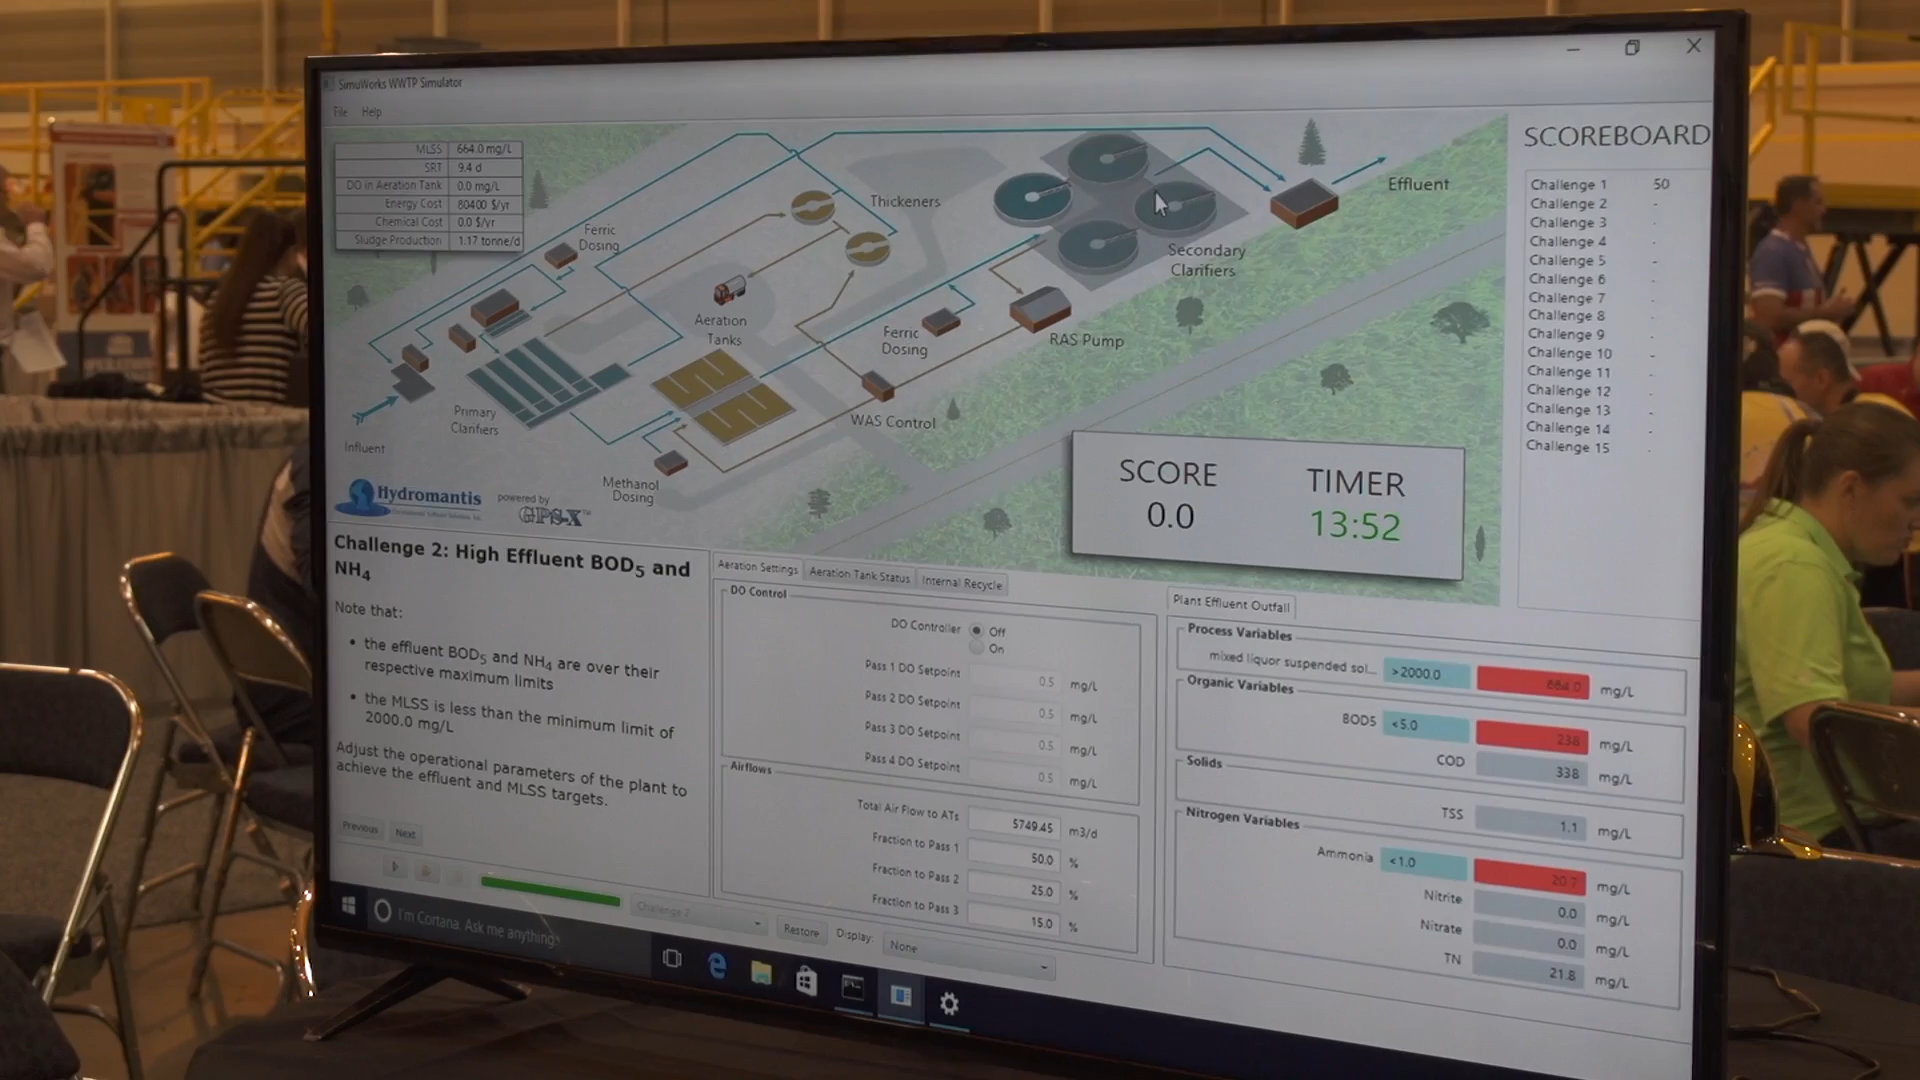 SimuWorks WWTP Simulator
File Help
MLSS 664.0 mg/L
SRT 9.4 d
DO in Aeration Tank 0.0 mg/L
Energy Cost 80400 $/yr
Chemical Cost 0.0 $/yr
Sludge Production 1.17 tonne/d
Ferric
Dosing
Thickeners
Aeration
Tanks
Primary
Clarifiers
Influent
Methanol
Dosing
Ferric
Dosing
WAS Control
RAS Pump
Secondary
Clarifiers
Effluent
Hydromantis
powered by
GPS-X
SCORE TIMER
0.0 13:52
SCOREBOARD
Challenge 1 50
Challenge 2 -
Challenge 3 -
Challenge 4 -
Challenge 5 -
Challenge 6 -
Challenge 7 -
Challenge 8 -
Challenge 9 -
Challenge 10 -
Challenge 11 -
Challenge 12 -
Challenge 13 -
Challenge 14 -
Challenge 15 -
Challenge 2: High Effluent BOD5 and
NH4
Note that:
• the effluent BOD5 and NH4 are over their
respective maximum limits
• the MLSS is less than the minimum limit of
2000.0 mg/L
Adjust the operational parameters of the plant to
achieve the effluent and MLSS targets.
Previous Next
Challenge 2
Restore Display: None
Aeration Settings Aeration Tank Status Internal Recycle
DO Control
DO Controller Off
On
Pass 1 DO Setpoint 0.5 mg/L
Pass 2 DO Setpoint 0.5 mg/L
Pass 3 DO Setpoint 0.5 mg/L
Pass 4 DO Setpoint 0.5 mg/L
Airflows
Total Air Flow to ATs 5749.45 m3/d
Fraction to Pass 1 50.0 %
Fraction to Pass 2 25.0 %
Fraction to Pass 3 15.0 %
Plant Effluent Outfall
Process Variables
mixed liquor suspended sol... >2000.0 664.0 mg/L
Organic Variables
BOD5 <5.0 238 mg/L
COD 338 mg/L
Solids
TSS 1.1 mg/L
Nitrogen Variables
Ammonia <1.0 20.7 mg/L
Nitrite 0.0 mg/L
Nitrate 0.0 mg/L
TN 21.8 mg/L
I'm Cortana. Ask me anything.